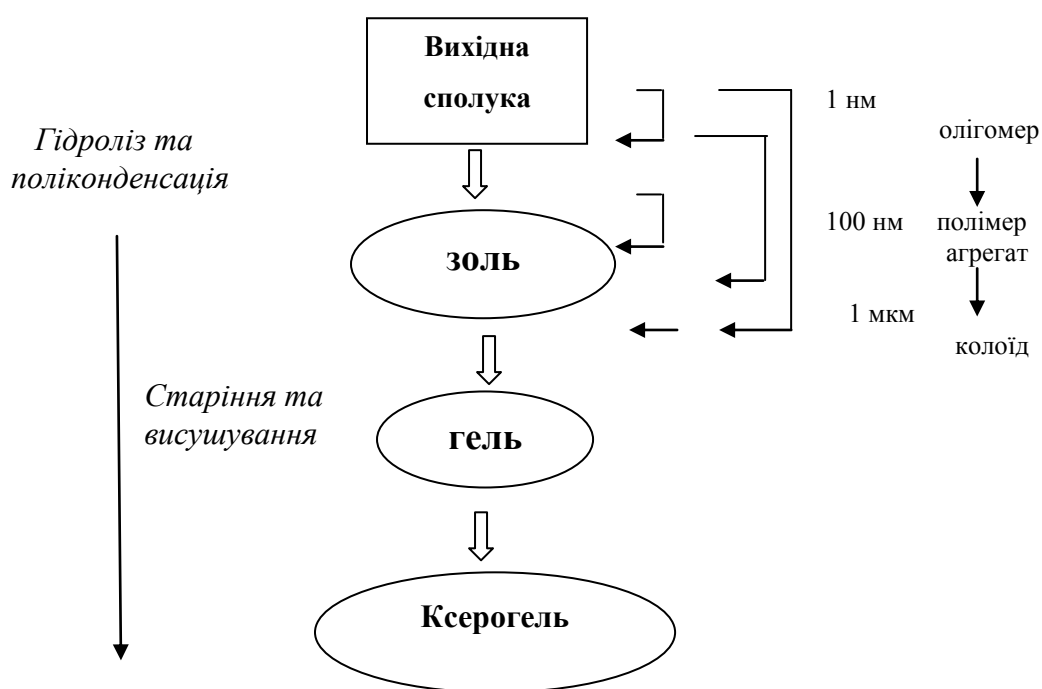 Вихідна
сполука
Гідроліз та
поліконденсація
1 нм
олігомер
золь
100 нм
полімер
агрегат
1 мкм
колоїд
Старіння та
висушування
гель
Ксерогель